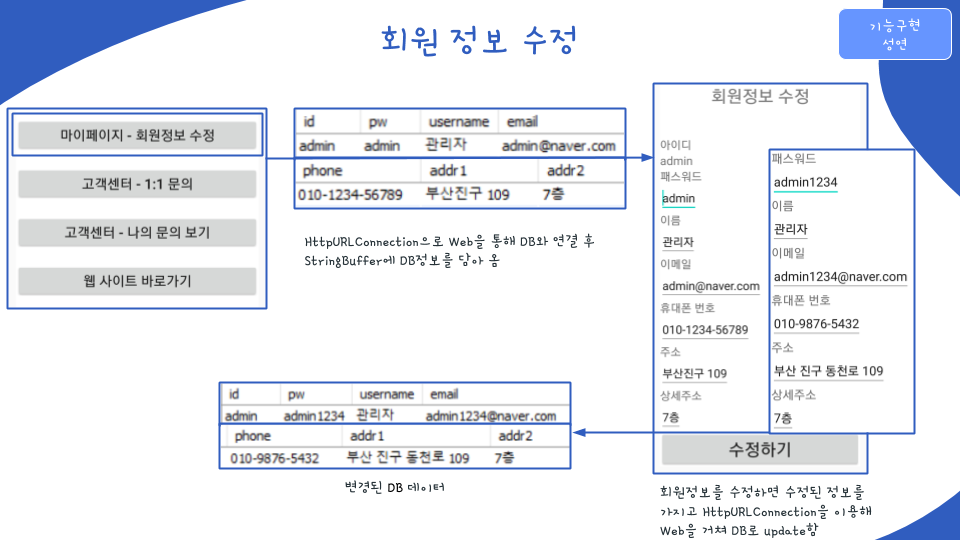 회원 정보 수정
기능구현
성연
마이페이지 - 회원정보 수정
고객센터 - 1:1 문의
고객센터 - 나의 문의 보기
웹 사이트 바로가기
id pw username email
admin admin 관리자 admin@naver.com
phone addr1 addr2
010-1234-56789 부산진구 109 7층
HttpURLConnection으로 Web을 통해 DB와 연결 후
StringBuffer에 DB정보를 담아 옴
회원정보 수정
아이디
admin
패스워드
admin
이름
관리자
이메일
admin@naver.com
휴대폰 번호
010-1234-56789
주소
부산진구 109
상세주소
7층
패스워드
admin1234
이름
관리자
이메일
admin1234@naver.com
휴대폰 번호
010-9876-5432
주소
부산 진구 동천로 109
상세주소
7층
수정하기
id pw username email
admin admin1234 관리자 admin1234@naver.com
phone addr1 addr2
010-9876-5432 부산 진구 동천로 109 7층
변경된 DB 데이터
회원정보를 수정하면 수정된 정보를
가지고 HttpURLConnection을 이용해
Web을 거쳐 DB로 update함